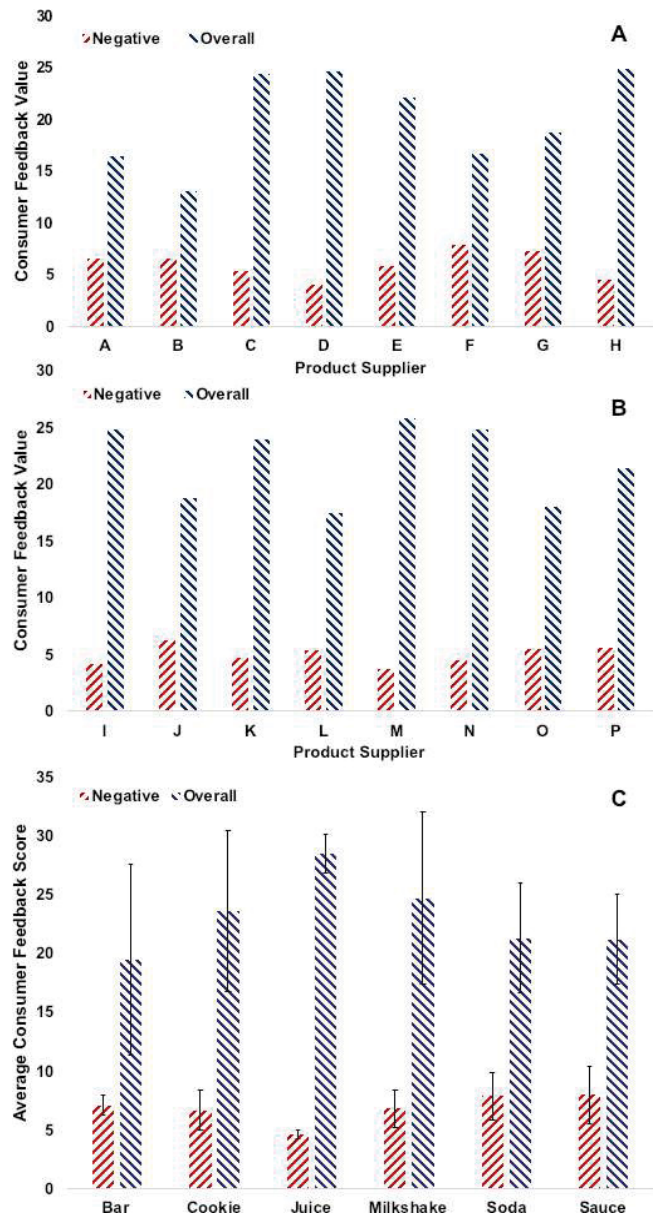 30
Negative Overall A
25
20
15
10
5
0
Consumer Feedback Value
A B C D E F G H
Product Supplier
30
Negative Overall B
25
20
15
10
5
0
Consumer Feedback Value
I J K L M N O P
Product Supplier
35
Negative Overall C
30
25
20
15
10
5
0
Average Consumer Feedback Score
Bar Cookie Juice Milkshake Soda Sauce